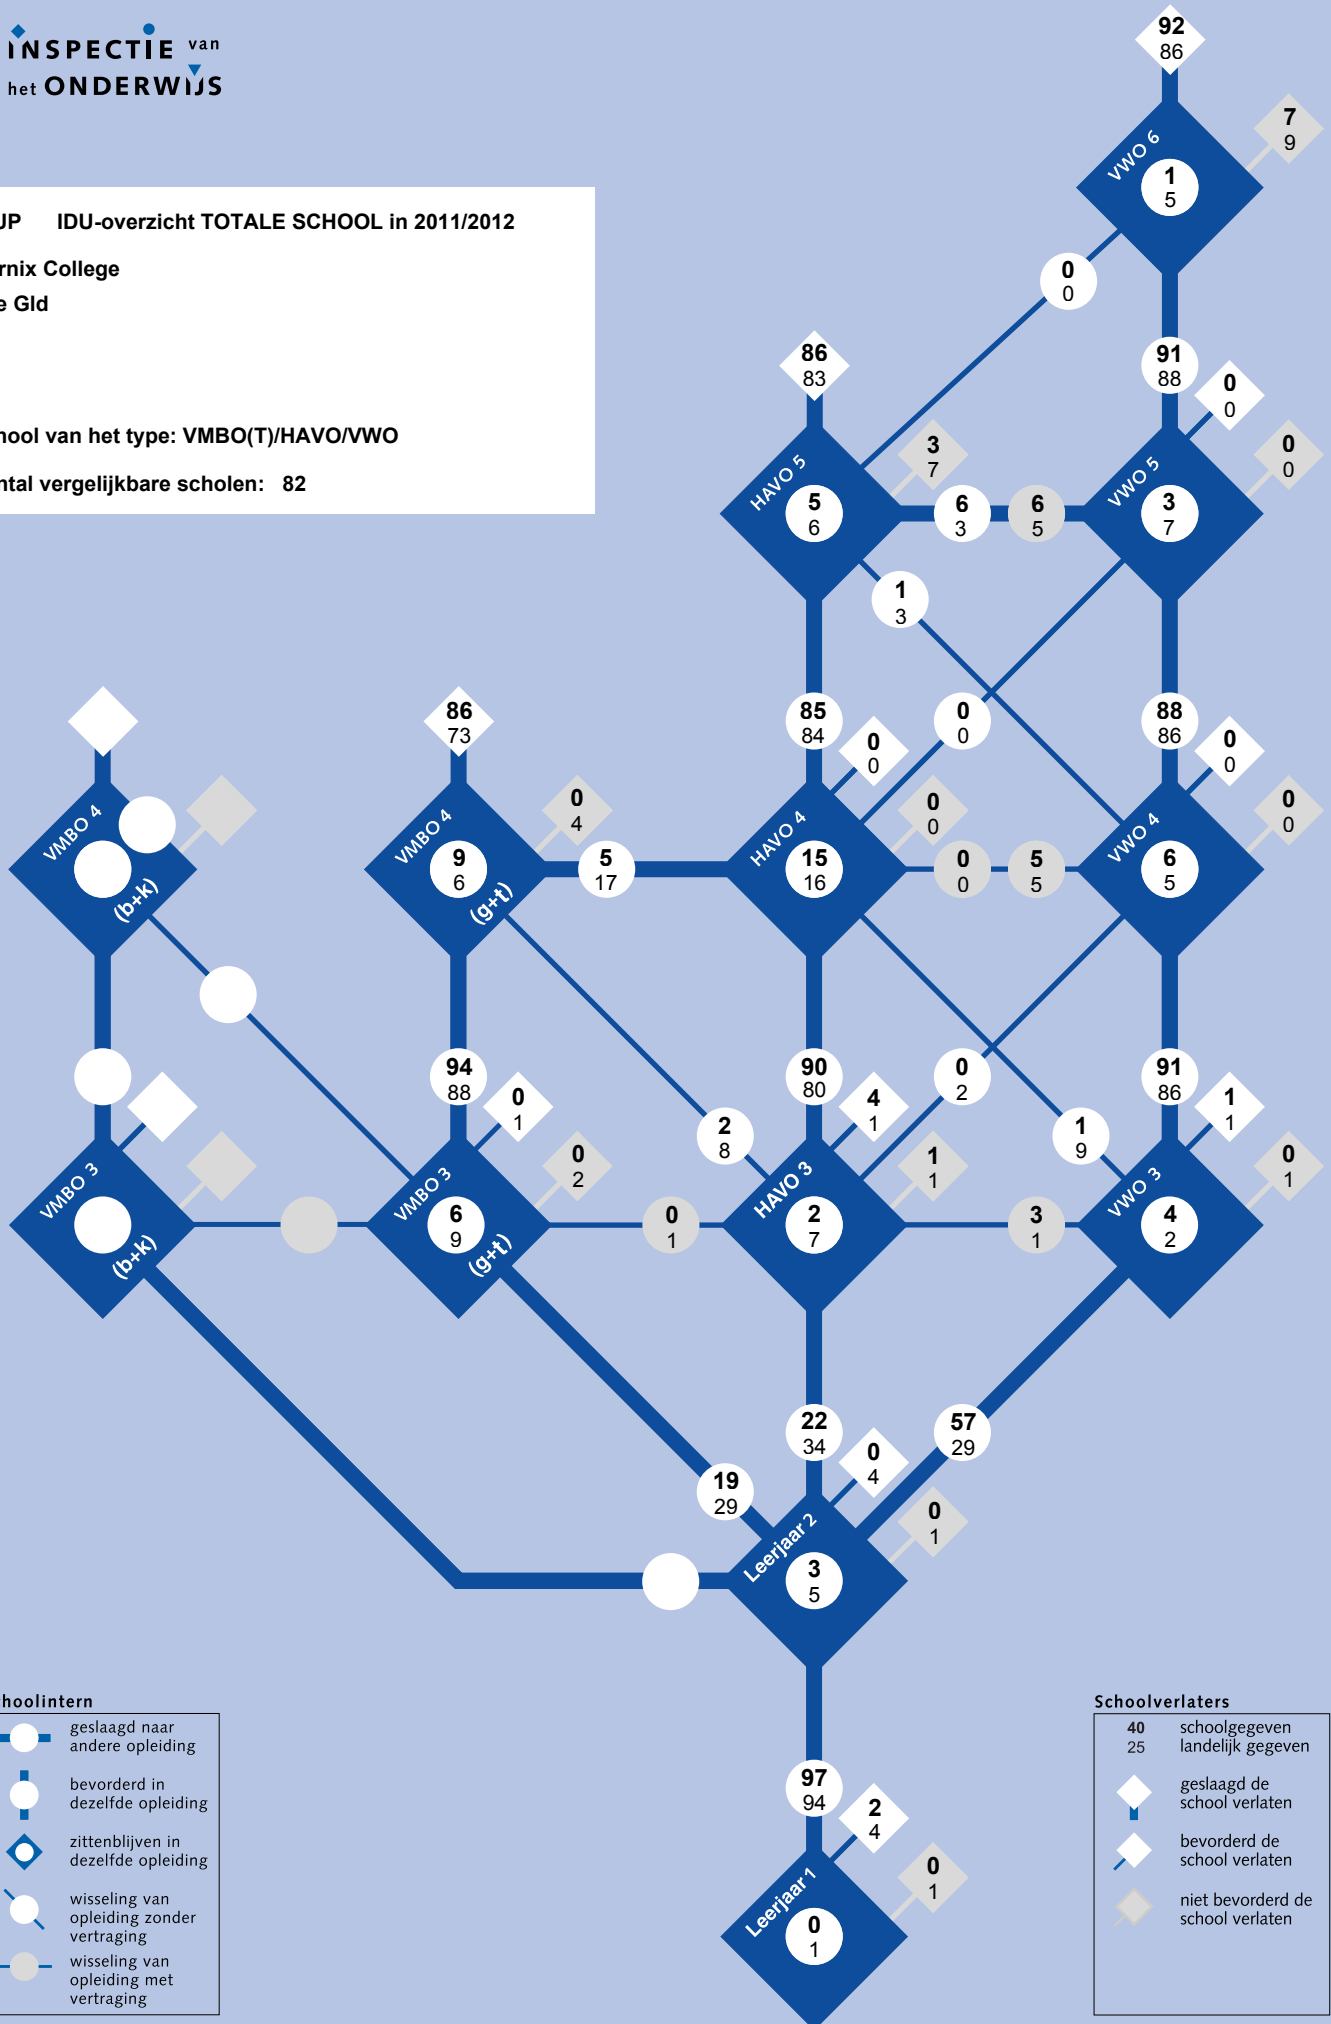 INSPECTIE van
het ONDERWIJS
IDU-overzicht TOTALE SCHOOL in 2011/2012
College
Gld
van het type: VMBO(T)/HAVO/VWO
vergelijkbare scholen: 82
92
86
7
9
VWO 6
1
5
0
0
86
83
91
88
0
0
3
7
0
0
HAVO 5
5
6
6
3
6
5
VWO 5
3
7
1
3
86
73
85
84
0
0
0
0
88
86
0
0
0
4
0
0
0
0
VMBO 4
(b+k)
VMBO 4
9
6
(g+t)
5
17
HAVO 4
15
16
0
0
5
5
VWO 4
6
5
94
88
0
1
90
80
4
1
0
2
91
86
1
1
2
8
1
9
0
2
1
1
0
1
VMBO 3
(b+k)
VMBO 3
6
9
(g+t)
0
1
HAVO 3
2
7
3
1
VWO 3
4
2
22
34
57
29
0
4
19
29
0
1
Leerjaar 2
3
5
97
94
2
4
0
1
Leerjaar 1
0
1
geslaagd naar
andere opleiding
bevorderd in
dezelfde opleiding
zittenblijven in
dezelfde opleiding
wisseling van
opleiding zonder
vertraging
wisseling van
opleiding met
vertraging
Schoolverlaters
40 schoolgegeven
25 landelijk gegeven
geslaagd de
school verlaten
bevorderd de
school verlaten
niet bevorderd de
school verlaten